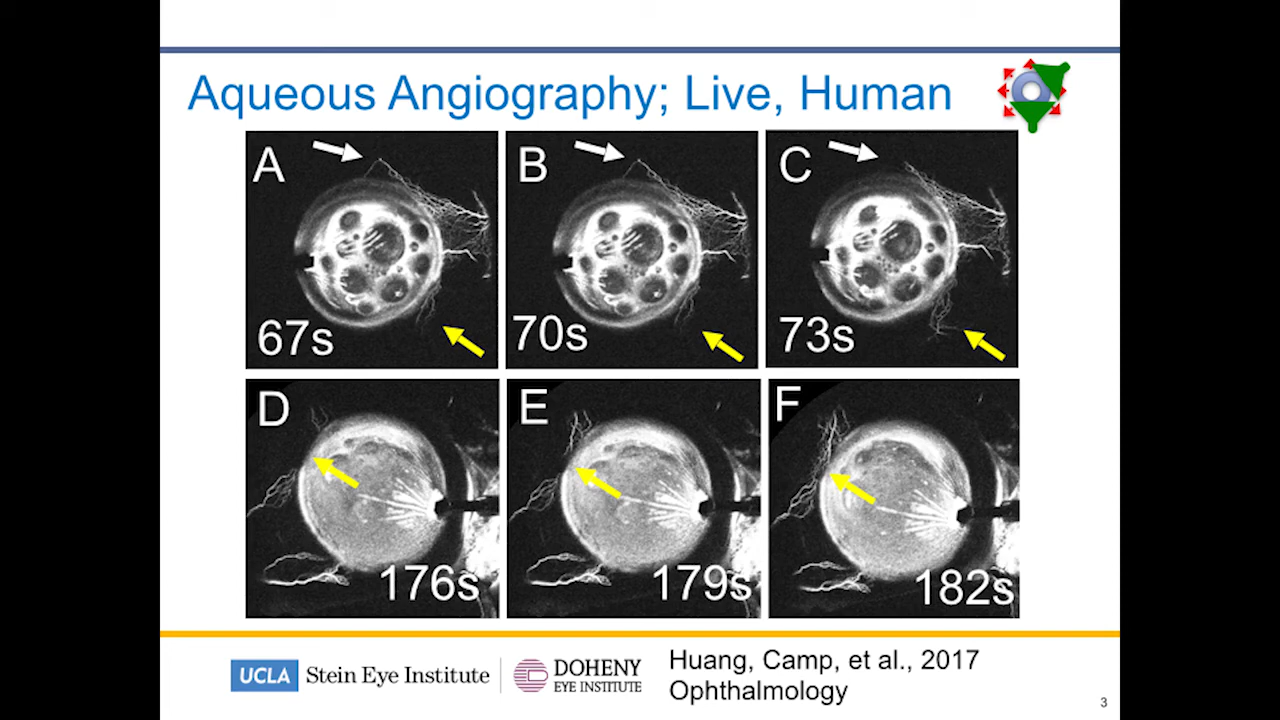 Aqueous Angiography; Live, Human
A
B
C
67s
70s
73s
D
E
F
176s
179s
182s
UCLA Stein Eye Institute
DOHENY
EYE INSTITUTE
Huang, Camp, et al., 2017
Ophthalmology
3